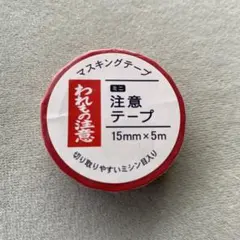 マスキングテープ
ミニ
注意
テープ
15mm×5m
われもの注意
切り取りやすいミシン目入り